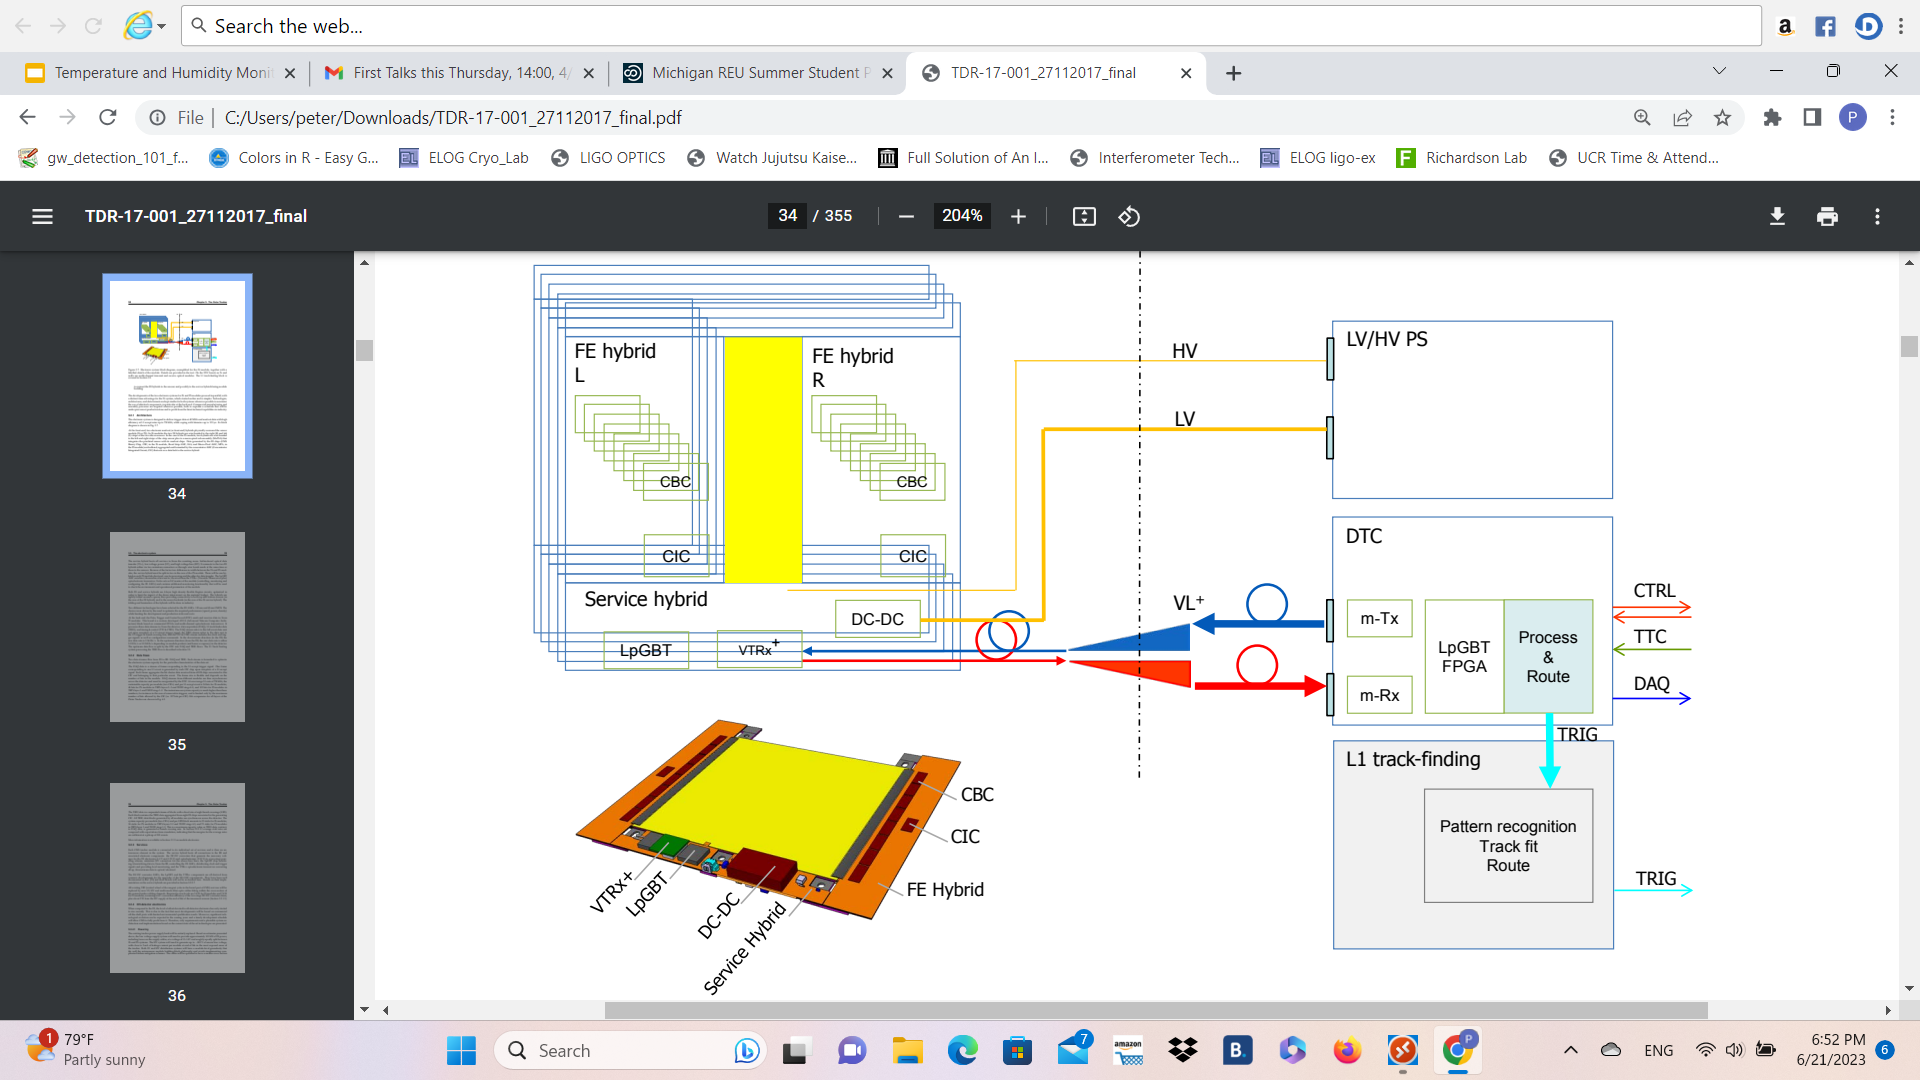 Search the web...
Temperature and Humidity Moni
First Talks this Thursday, 14:00, 4/
Michigan REU Summer Student P
TDR-17-001_27112017_final
File
C:/Users/peter/Downloads/TDR-17-001_27112017_final.pdf
P
gw_detection_101_f...
Colors in R - Easy G...
ELOG Cryo_Lab
LIGO OPTICS
Watch Jujutsu Kaise...
Full Solution of An I...
Interferometer Tech...
ELOG ligo-ex
Richardson Lab
UCR Time & Attend...
TDR-17-001_27112017_final
34 / 355
204%
34
35
36
FE hybrid
L
FE hybrid
R
CBC
CBC
CIC
CIC
Service hybrid
DC-DC
LpGBT
VTRx+
HV
LV
LV/HV PS
VL+
DTC
m-Tx
m-Rx
LpGBT
FPGA
Process
&
Route
CTRL
TTC
DAQ
TRIG
L1 track-finding
Pattern recognition
Track fit
Route
TRIG
CBC
CIC
FE Hybrid
VTRx+
LpGBT
DC-DC
Service Hybrid
1
79°F
Partly sunny
Search
7
amazon
B.
P
ENG
6:52 PM
6/21/2023
6